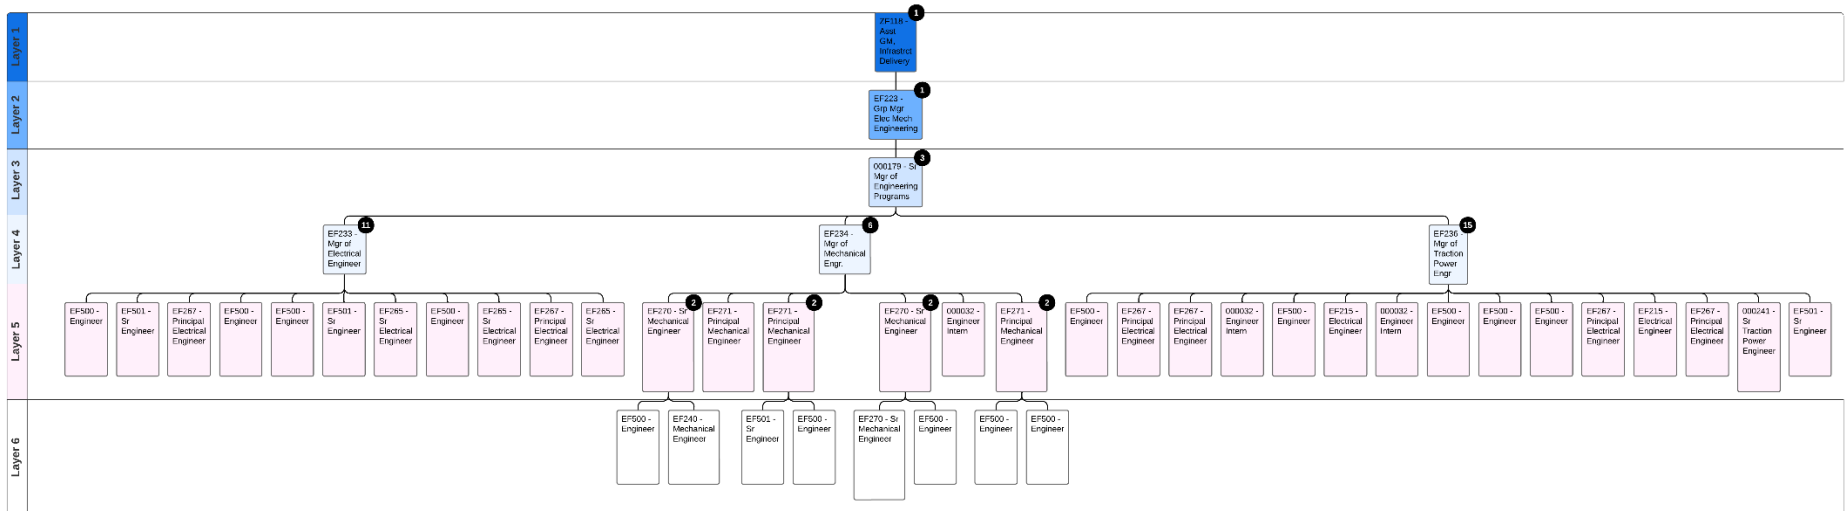 Layer 1
1
ZF118 -
Asst
GM,
Infrastrct
Delivery
Layer 2
1
EF223 -
Grp Mgr
Elec Mech
Engineering
Layer 3
3
000179 - Sr
Mgr of
Engineering
Programs
Layer 4
11
EF233 -
Mgr of
Electrical
Engineer
6
EF234 -
Mgr of
Mechanical
Engr.
15
EF236 -
Mgr of
Traction
Power
Engr
Layer 5
EF500 -
Engineer
EF501 -
Sr
Engineer
EF267 -
Principal
Electrical
Engineer
EF500 -
Engineer
EF500 -
Engineer
EF501 -
Sr
Engineer
EF265 -
Sr
Electrical
Engineer
EF500 -
Engineer
EF265 -
Sr
Electrical
Engineer
EF267 -
Principal
Electrical
Engineer
EF265 -
Sr
Electrical
Engineer
2
EF270 - Sr
Mechanical
Engineer
EF271 -
Principal
Mechanical
Engineer
2
EF271 -
Principal
Mechanical
Engineer
2
EF270 - Sr
Mechanical
Engineer
000032 -
Engineer
Intern
2
EF271 -
Principal
Mechanical
Engineer
EF500 -
Engineer
EF267 -
Principal
Electrical
Engineer
EF267 -
Principal
Electrical
Engineer
000032 -
Engineer
Intern
EF500 -
Engineer
EF215 -
Electrical
Engineer
000032 -
Engineer
Intern
EF500 -
Engineer
EF500 -
Engineer
EF500 -
Engineer
EF267 -
Principal
Electrical
Engineer
EF215 -
Electrical
Engineer
EF267 -
Principal
Electrical
Engineer
000241 -
Sr
Traction
Power
Engineer
EF501 -
Sr
Engineer
Layer 6
EF500 -
Engineer
EF240 -
Mechanical
Engineer
EF501 -
Sr
Engineer
EF500 -
Engineer
EF270 - Sr
Mechanical
Engineer
EF500 -
Engineer
EF500 -
Engineer
EF500 -
Engineer